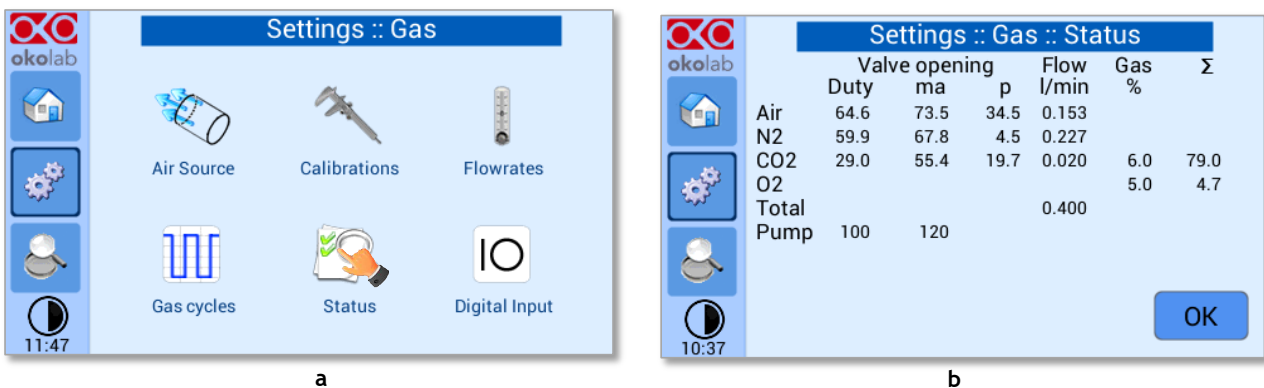 Settings :: Gas
okolab
Air Source Calibrations Flowrates
IO
Gas cycles Status Digital Input
11:47
a
Settings :: Gas :: Status
okolab
Valve opening Flow Gas Σ
Duty ma p l/min %
Air 64.6 73.5 34.5 0.153
N2 59.9 67.8 4.5 0.227
CO2 29.0 55.4 19.7 0.020 6.0 79.0
O2 5.0 4.7
Total 0.400
Pump 100 120
OK
10:37
b